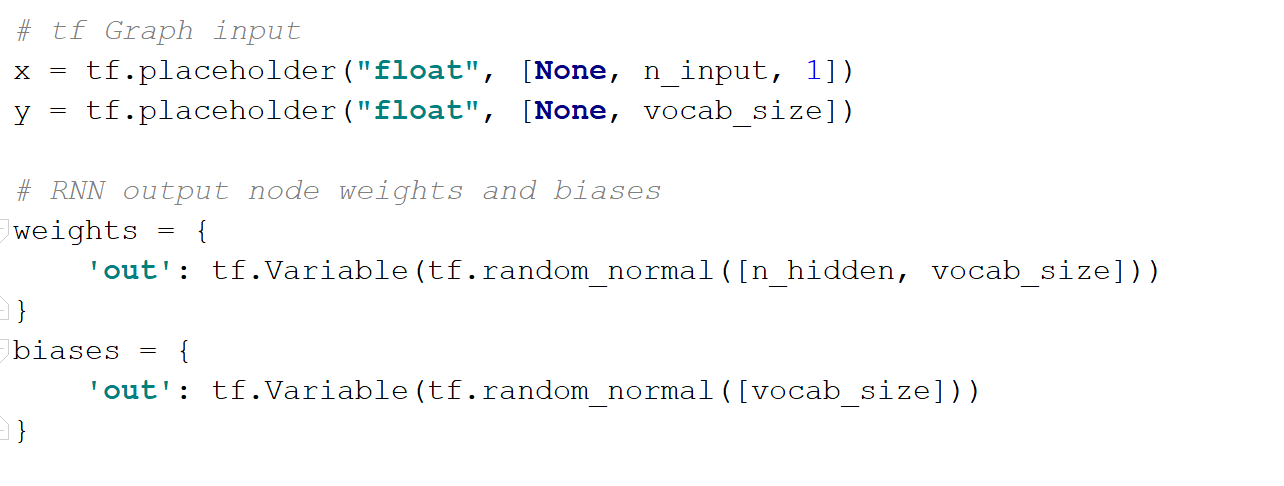 # tf Graph input
x = tf.placeholder("float", [None, n_input, 1])
y = tf.placeholder("float", [None, vocab_size])
# RNN output node weights and biases
weights = {
    'out': tf.Variable(tf.random_normal([n_hidden, vocab_size]))
}
biases = {
    'out': tf.Variable(tf.random_normal([vocab_size]))
}